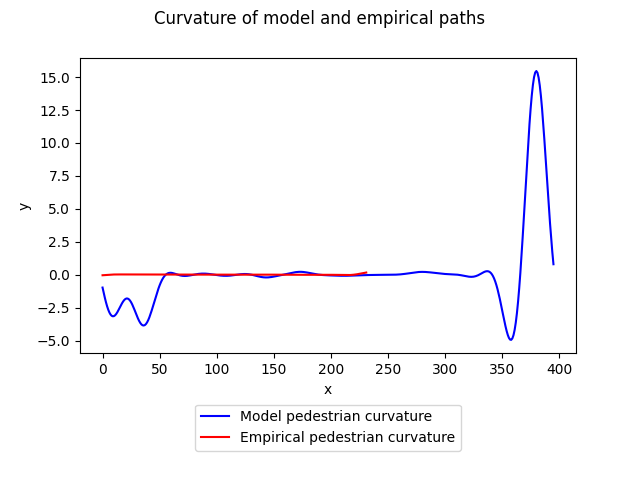 Curvature of model and empirical paths
15.0
12.5
10.0
7.5
5.0
2.5
0.0
−2.5
−5.0
y
0 50 100 150 200 250 300 350 400
x
Model pedestrian curvature
Empirical pedestrian curvature